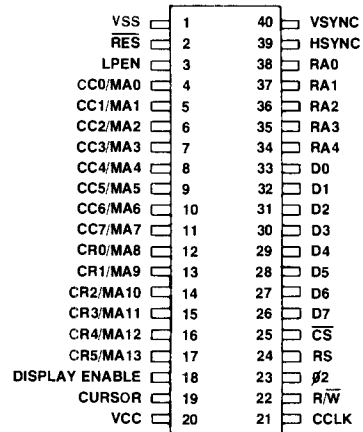 VSS 1 40 VSYNC
RES 2 39 HSYNC
LPEN 3 38 RA0
CC0/MA0 4 37 RA1
CC1/MA1 5 36 RA2
CC2/MA2 6 35 RA3
CC3/MA3 7 34 RA4
CC4/MA4 8 33 D0
CC5/MA5 9 32 D1
CC6/MA6 10 31 D2
CC7/MA7 11 30 D3
CR0/MA8 12 29 D4
CR1/MA9 13 28 D5
CR2/MA10 14 27 D6
CR3/MA11 15 26 D7
CR4/MA12 16 25 CS
CR5/MA13 17 24 RS
DISPLAY ENABLE 18 23 ø2
CURSOR 19 22 R/W
VCC 20 21 CCLK